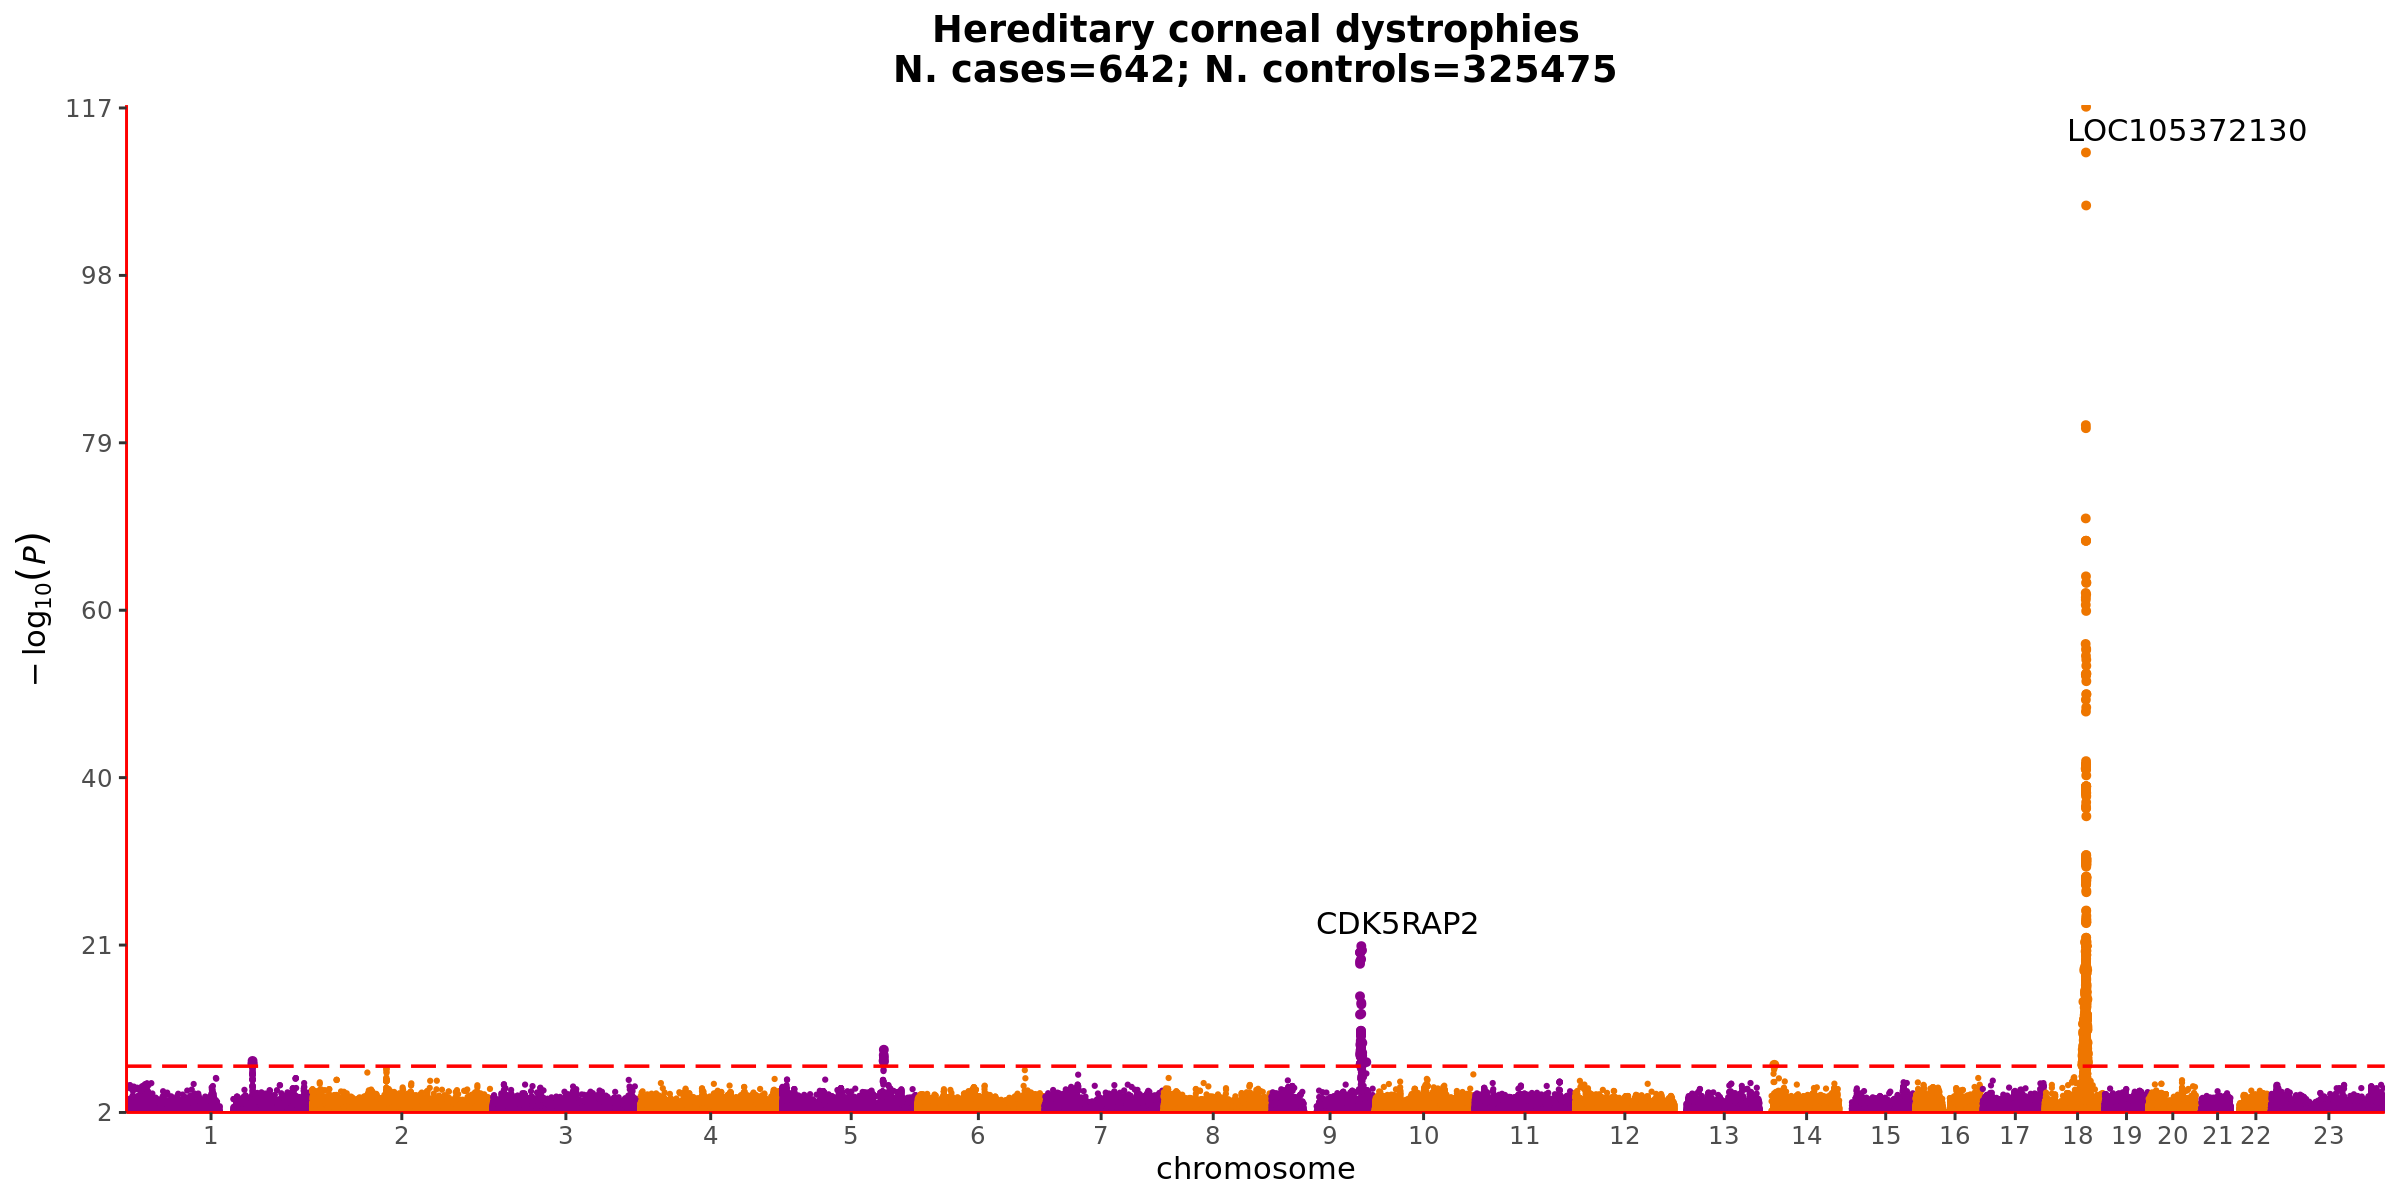 Hereditary corneal dystrophies
N. cases=642; N. controls=325475
117
LOC105372130
98
79
60
40
21
CDK5RAP2
2
−log₁₀(P)
1 2 3 4 5 6 7 8 9 10 11 12 13 14 15 16 17 18 19 20 21 22 23
chromosome